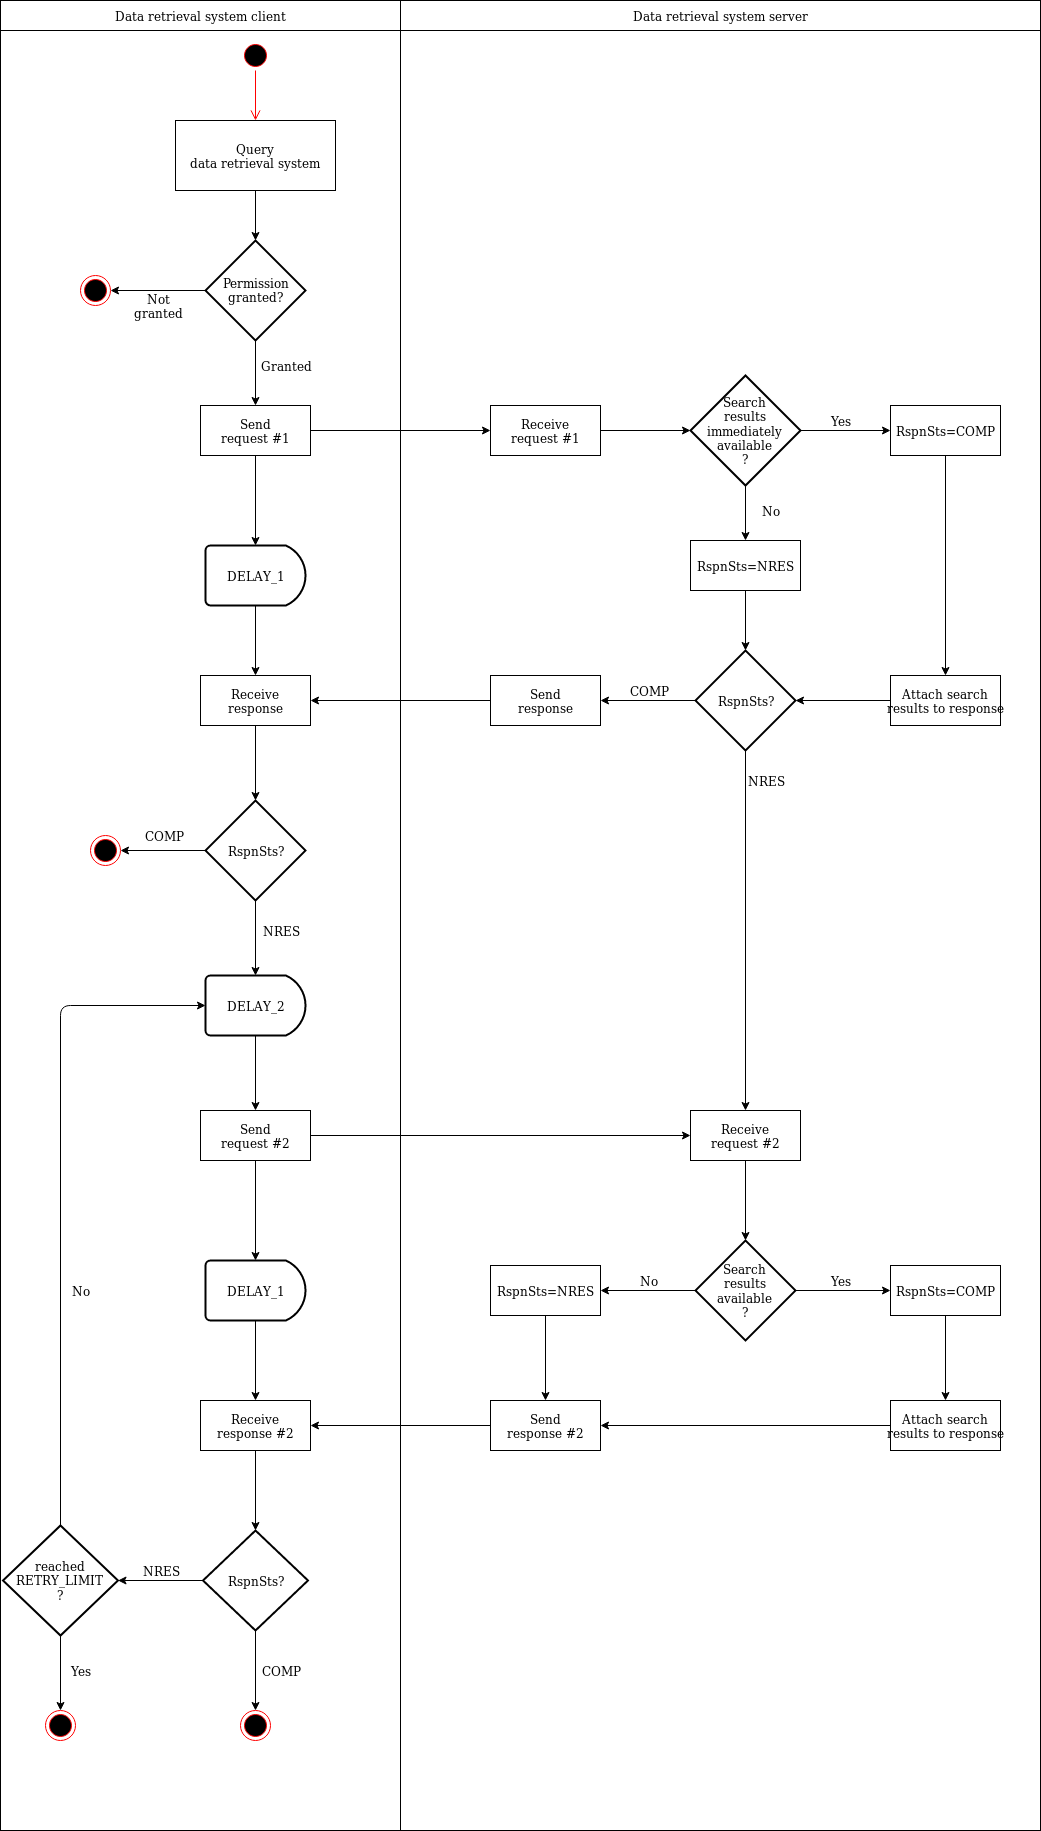 Data retrieval system client
Data retrieval system server
Query
data retrieval system
Permission
granted?
Not
granted
Granted
Send
request #1
Receive
request #1
Search
results
immediately
available
?
Yes
RspnSts=COMP
No
RspnSts=NRES
DELAY_1
Receive
response
Send
response
COMP
RspnSts?
Attach search
results to response
NRES
COMP
RspnSts?
NRES
DELAY_2
Send
request #2
Receive
request #2
No
DELAY_1
RspnSts=NRES
No
Search
results
available
?
Yes
RspnSts=COMP
Receive
response #2
Send
response #2
Attach search
results to response
reached
RETRY_LIMIT
?
NRES
RspnSts?
Yes
COMP